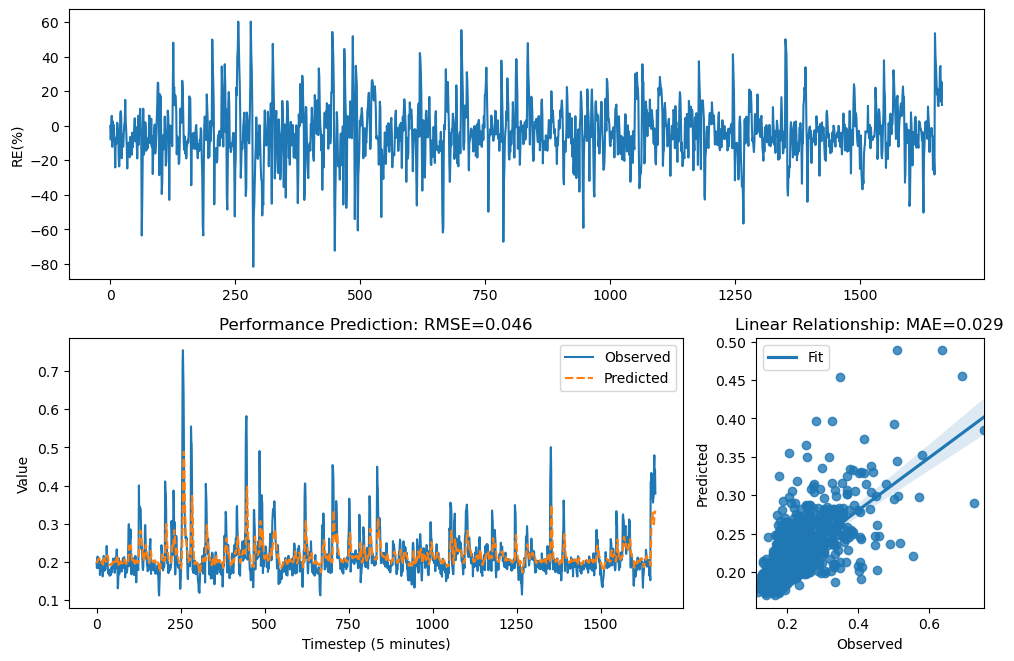 60
40
20
0
−20
−40
−60
−80
RE(%)
0 250 500 750 1000 1250 1500
Performance Prediction: RMSE=0.046
Observed
Predicted
0.7
0.6
0.5
0.4
0.3
0.2
0.1
Value
0 250 500 750 1000 1250 1500
Timestep (5 minutes)
Linear Relationship: MAE=0.029
Fit
0.50
0.45
0.40
0.35
0.30
0.25
0.20
Predicted
0.2 0.4 0.6
Observed